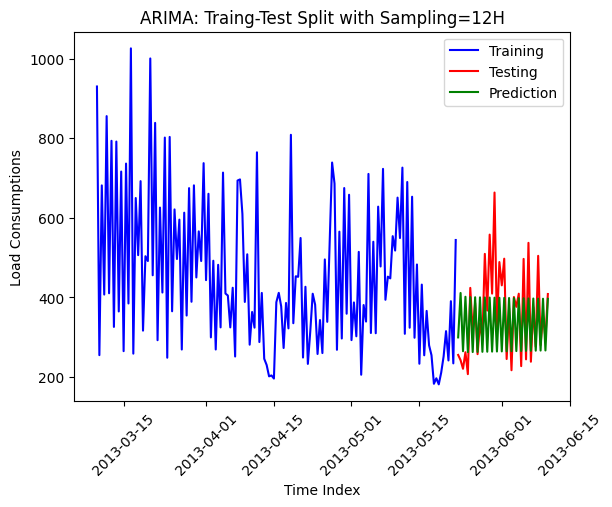 ARIMA: Traing-Test Split with Sampling=12H
Training
Testing
Prediction
Load Consumptions
1000
800
600
400
200
2013-03-15
2013-04-01
2013-04-15
2013-05-01
2013-05-15
2013-06-01
2013-06-15
Time Index